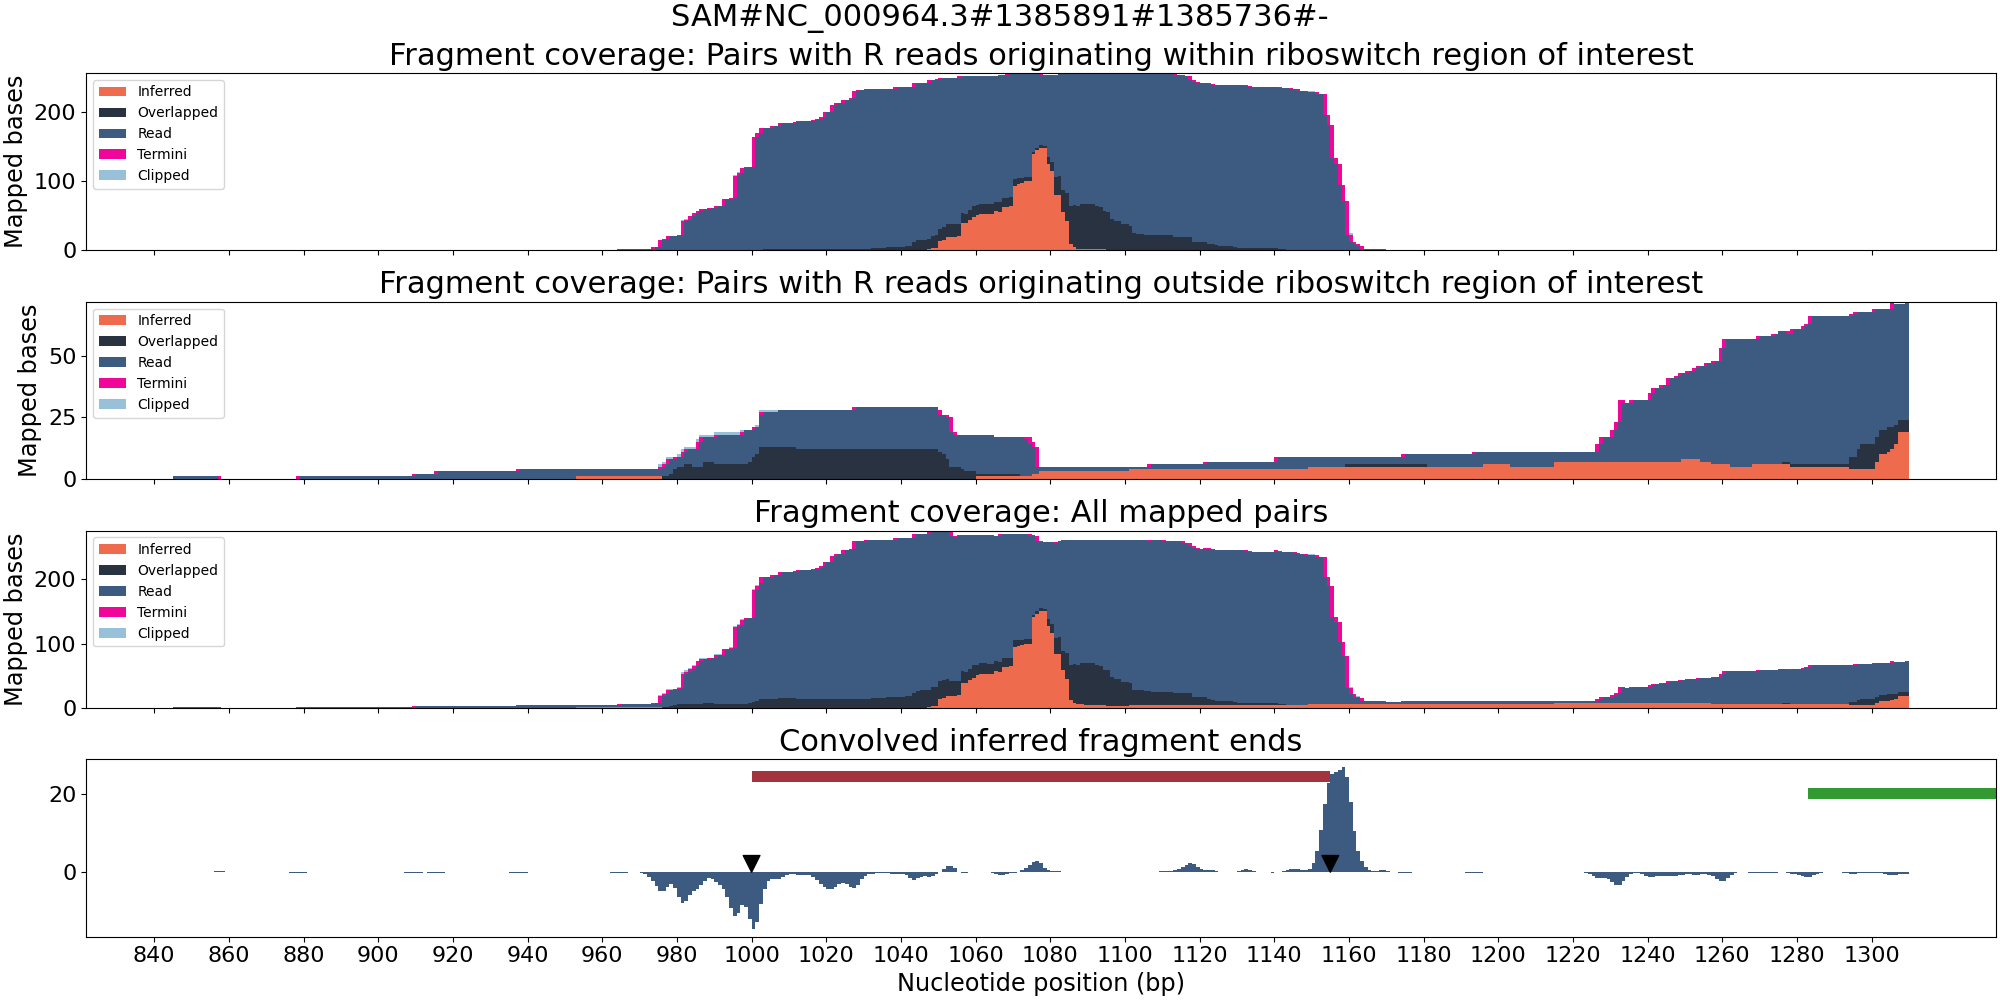 SAM#NC_000964.3#1385891#1385736#-
Fragment coverage: Pairs with R reads originating within riboswitch region of interest
Mapped bases
200
100
0
Inferred
Overlapped
Read
Termini
Clipped
Fragment coverage: Pairs with R reads originating outside riboswitch region of interest
Mapped bases
50
25
0
Inferred
Overlapped
Read
Termini
Clipped
Fragment coverage: All mapped pairs
Mapped bases
200
100
0
Inferred
Overlapped
Read
Termini
Clipped
Convolved inferred fragment ends
20
0
840 860 880 900 920 940 960 980 1000 1020 1040 1060 1080 1100 1120 1140 1160 1180 1200 1220 1240 1260 1280 1300
Nucleotide position (bp)